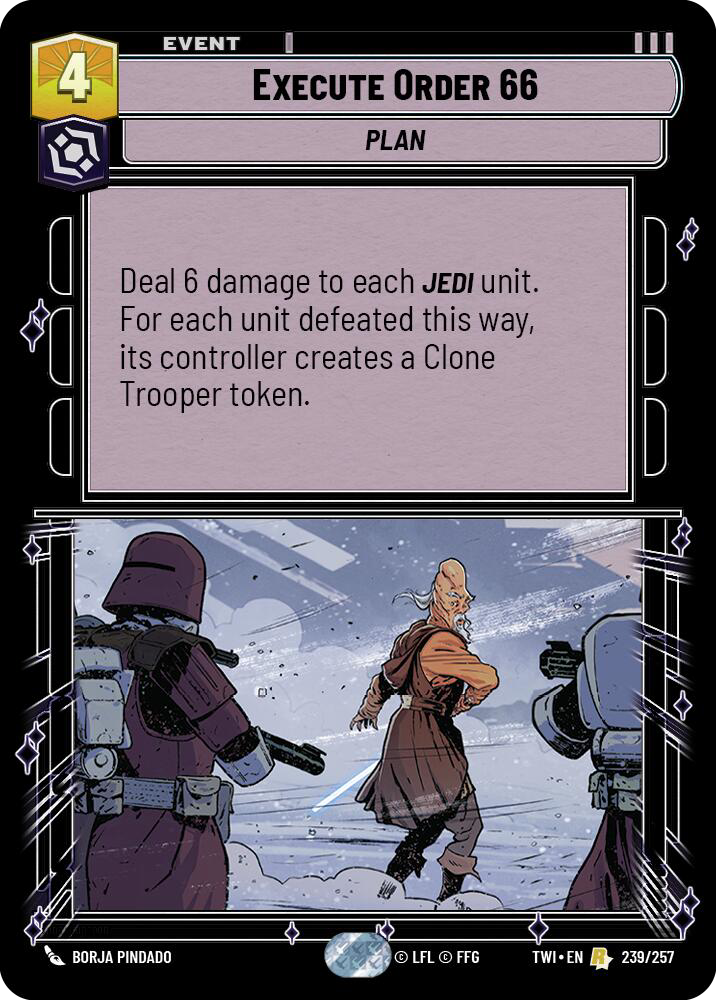 EVENT
4
EXECUTE ORDER 66
PLAN
Deal 6 damage to each JEDI unit.
For each unit defeated this way,
its controller creates a Clone
Trooper token.
BORJA PINDADO
© LFL © FFG
TWI • EN R 239/257